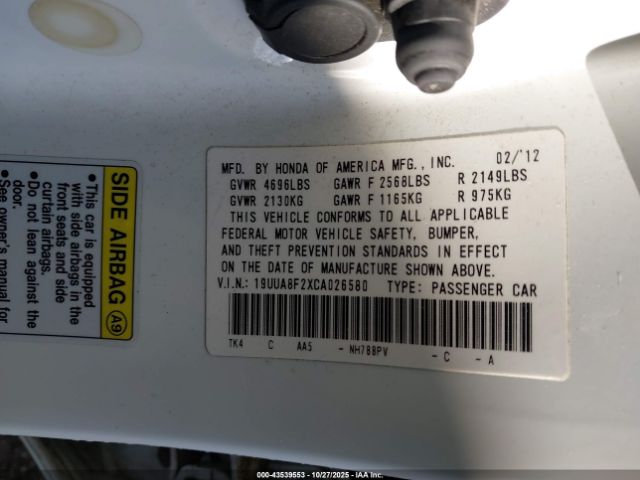 SIDE AIRBAG A9
•This car is equipped
with side airbags in the
front seats and side
curtain airbags.
•Do not lean against the
door.
•See owner's manual for
MFD. BY HONDA OF AMERICA MFG., INC. 02/'12
GVWR 4696LBS GAWR F 2568LBS R 2149LBS
GVWR 2130KG GAWR F 1165KG R 975KG
THIS VEHICLE CONFORMS TO ALL APPLICABLE
FEDERAL MOTOR VEHICLE SAFETY, BUMPER,
AND THEFT PREVENTION STANDARDS IN EFFECT
ON THE DATE OF MANUFACTURE SHOWN ABOVE.
V.I.N.: 19UUA8F2XCA026580 TYPE: PASSENGER CAR
TK4 C AA5 - NH788PV - C - A
000-43539553 - 10/27/2025 - IAA Inc.